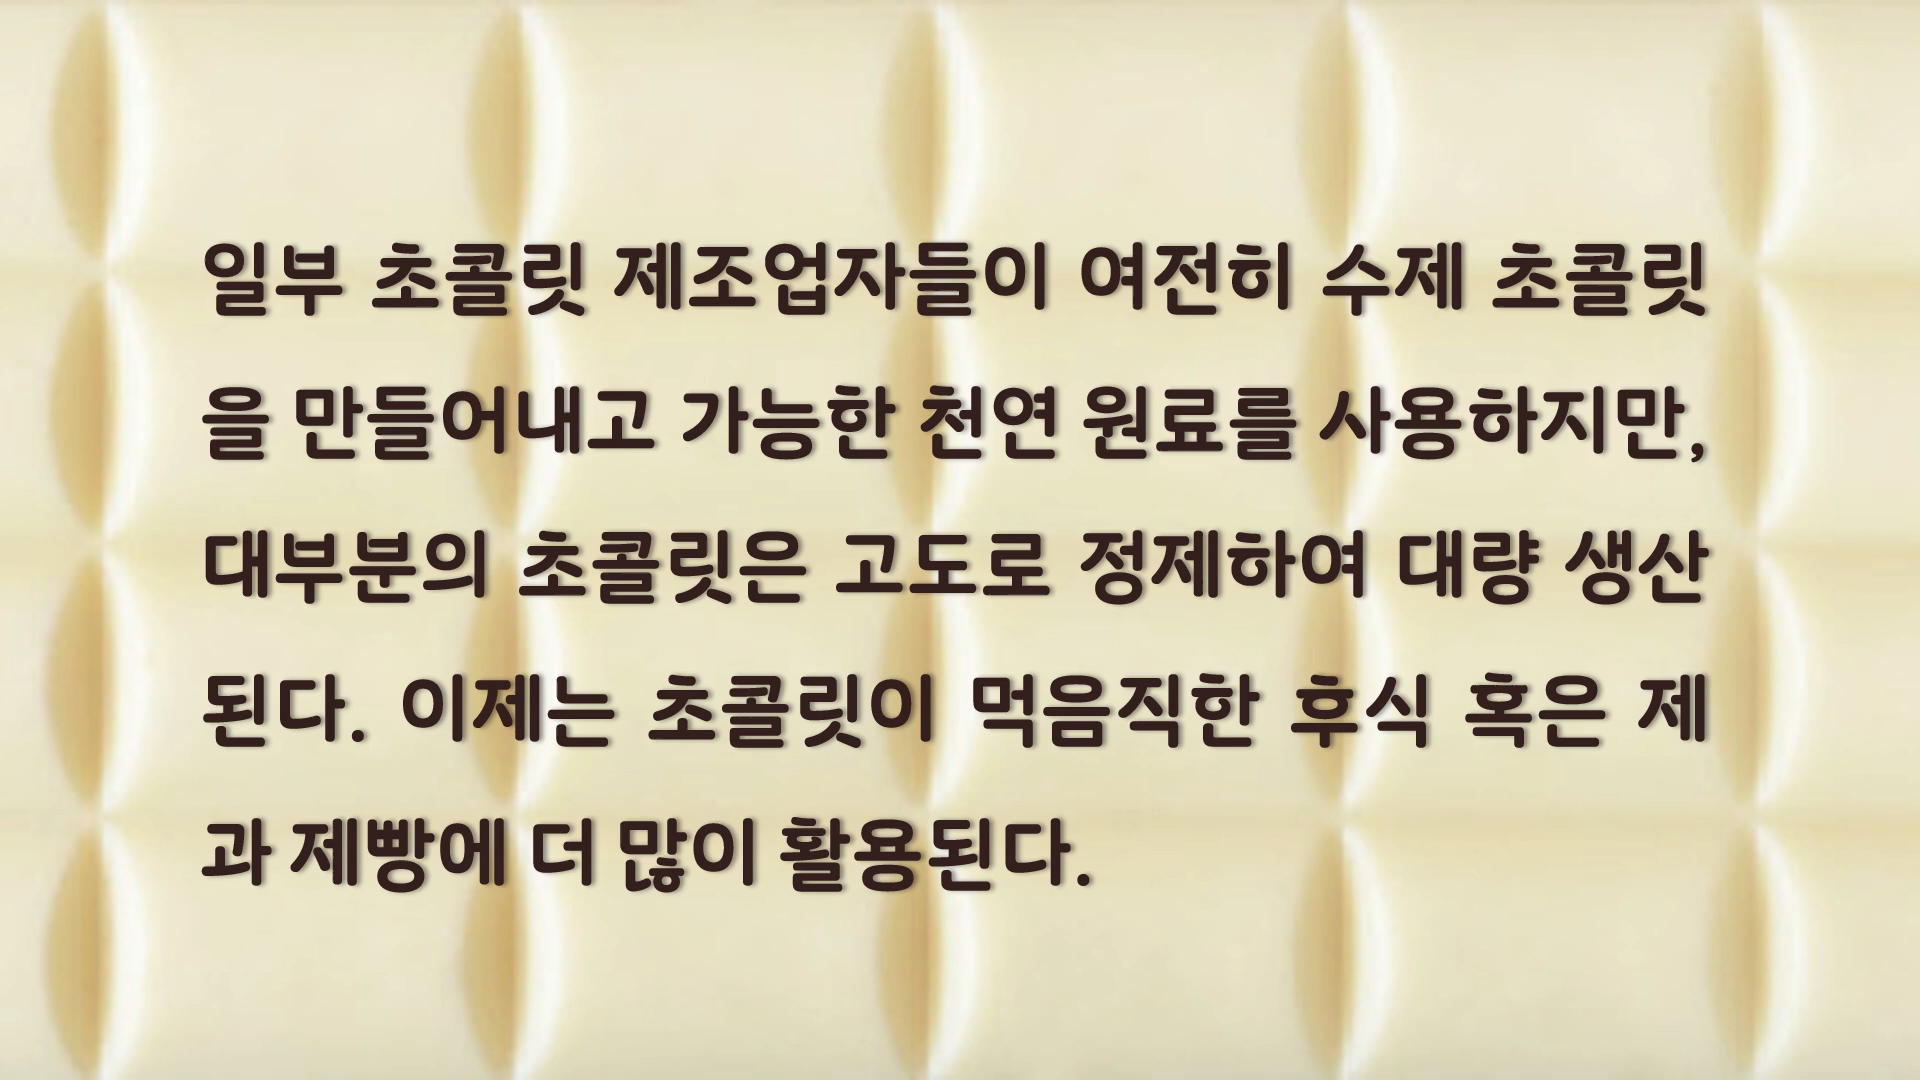 일부 초콜릿 제조업자들이 여전히 수제 초콜릿
을 만들어내고 가능한 천연 원료를 사용하지만,
대부분의 초콜릿은 고도로 정제하여 대량 생산
된다. 이제는 초콜릿이 먹음직한 후식 혹은 제
과 제빵에 더 많이 활용된다.